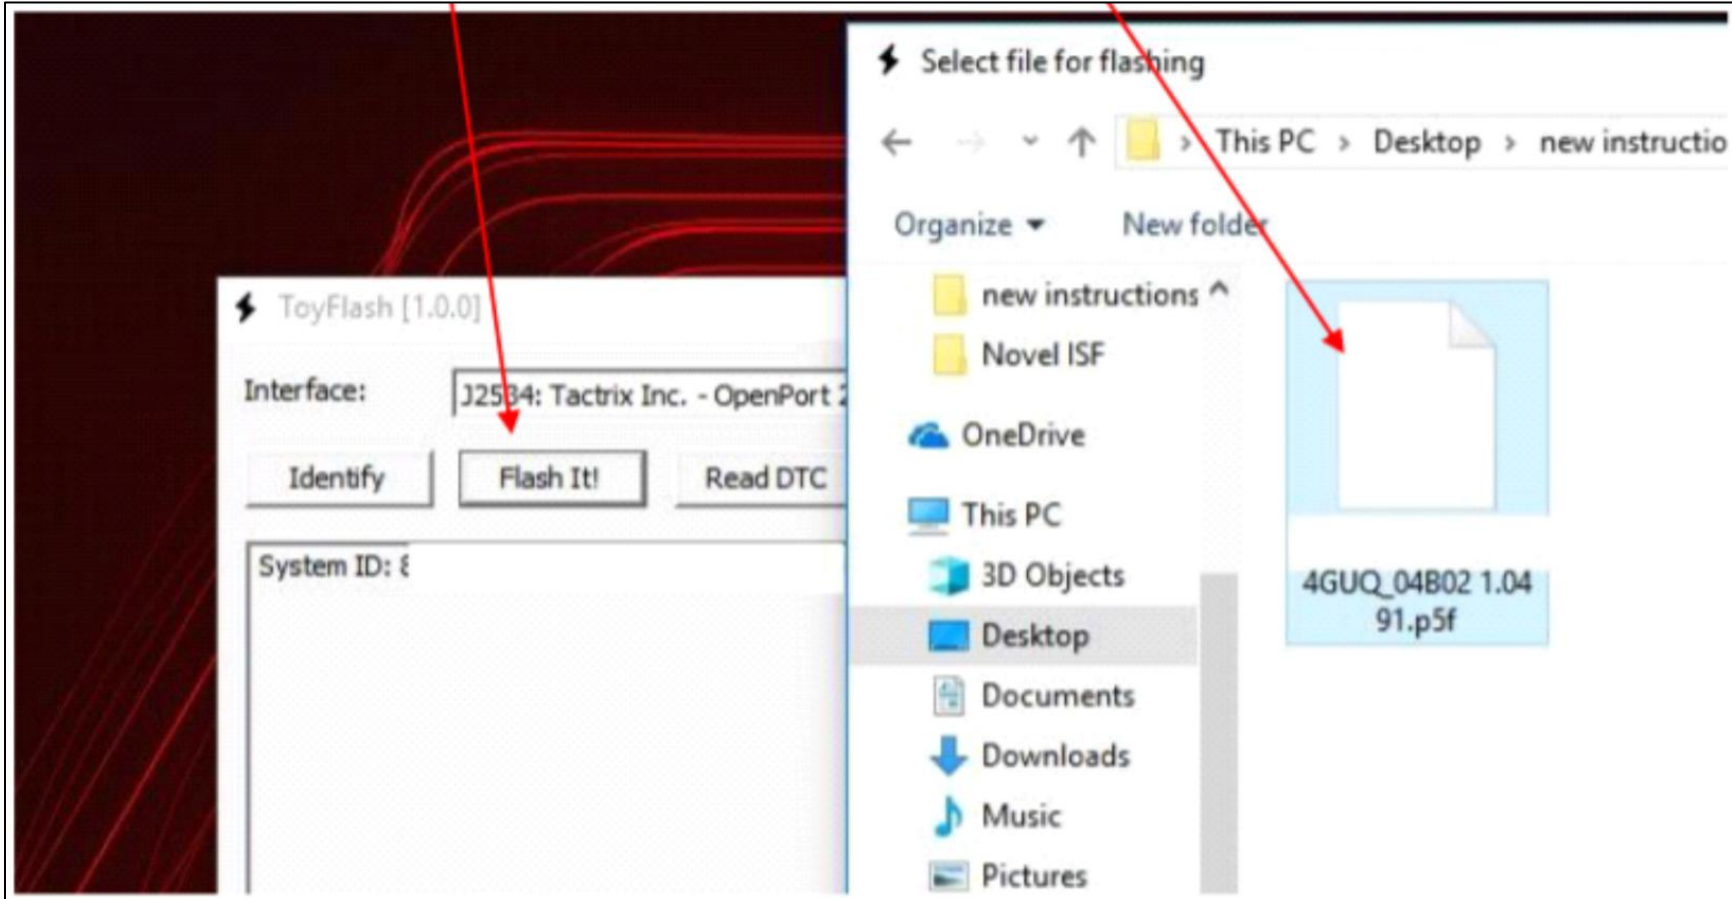 Select file for flashing
This PC > Desktop > new instructio
Organize
New folder
ToyFlash [1.0.0]
Interface:
J2534: Tactrix Inc. - OpenPort
Identify
Flash It!
Read DTC
System ID:
new instructions
Novel ISF
OneDrive
This PC
3D Objects
Desktop
Documents
Downloads
Music
Pictures
4GUQ_04B02 1.04
91.p5f